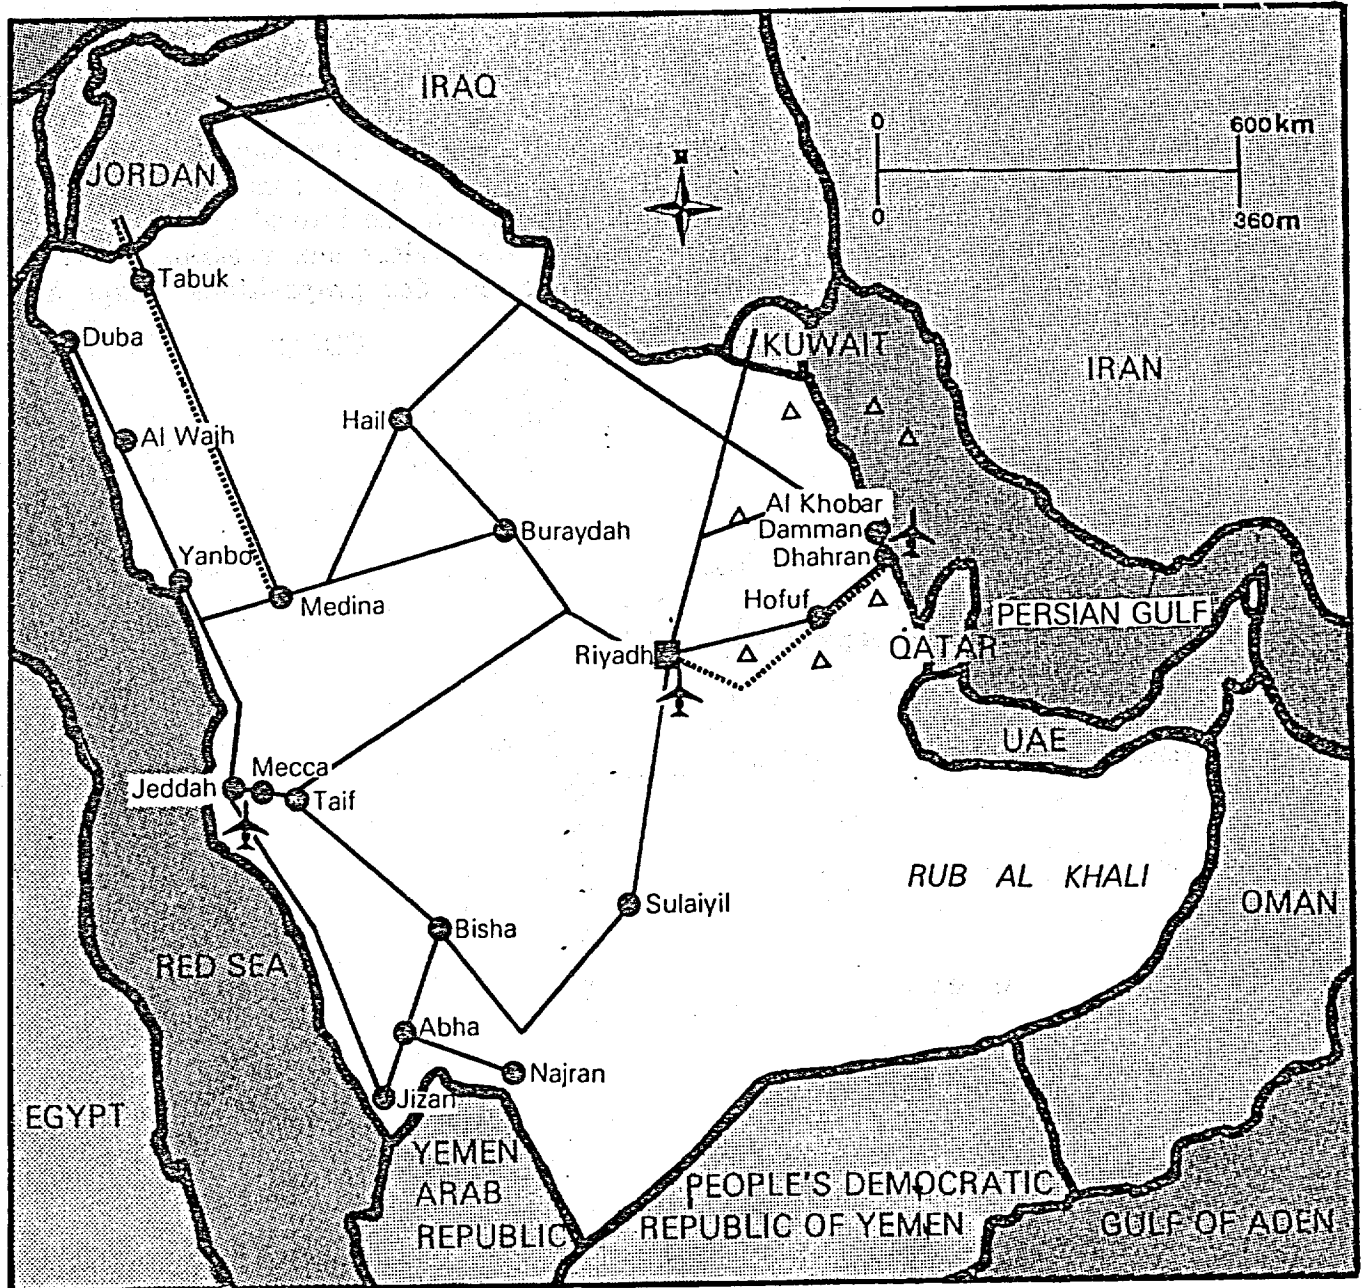 IRAQ
0
600km
JORDAN
N
0
360m
Tabuk
Duba
KUWAIT
IRAN
Hail
Al Wajh
Al Khobar
Buraydah
Damman
Dhahran
Yanbo
Medina
Hofuf
PERSIAN GULF
Riyadh
QATAR
UAE
Mecca
Jeddah
Taif
RUB AL KHALI
Sulaiyil
OMAN
Bisha
RED SEA
Abha
Najran
Jizan
EGYPT
YEMEN
ARAB
REPUBLIC
PEOPLE'S DEMOCRATIC
REPUBLIC OF YEMEN
GULF OF ADEN